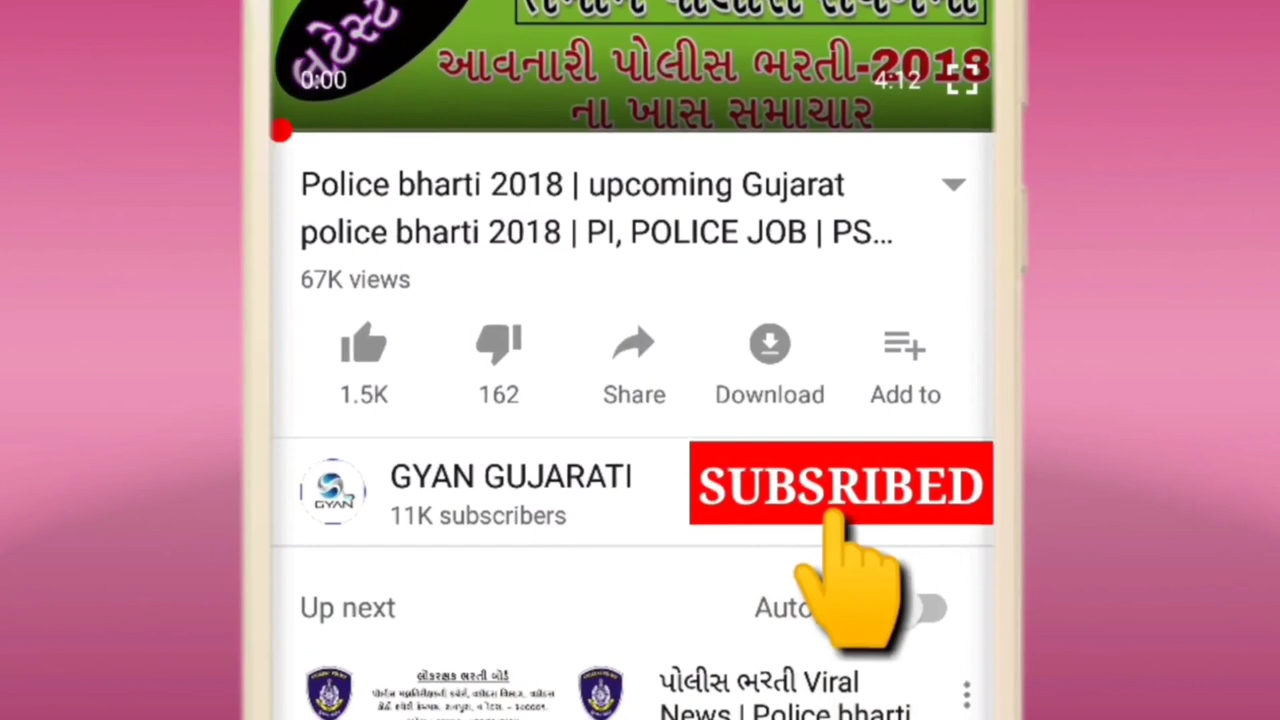 લેટેસ્ટ
આવનારી પોલીસ ભરતી-2018
0:00
4:12
ના ખાસ સમાચાર
Police bharti 2018 | upcoming Gujarat
police bharti 2018 | PI, POLICE JOB | PS...
67K views
1.5K
162
Share
Download
Add to
GYAN GUJARATI
11K subscribers
SUBSRIBED
GYAN
Up next
Auto
લોકરક્ષક ભરતી બોર્ડ
પોલીસ ભરતી Viral
News | Police bharti